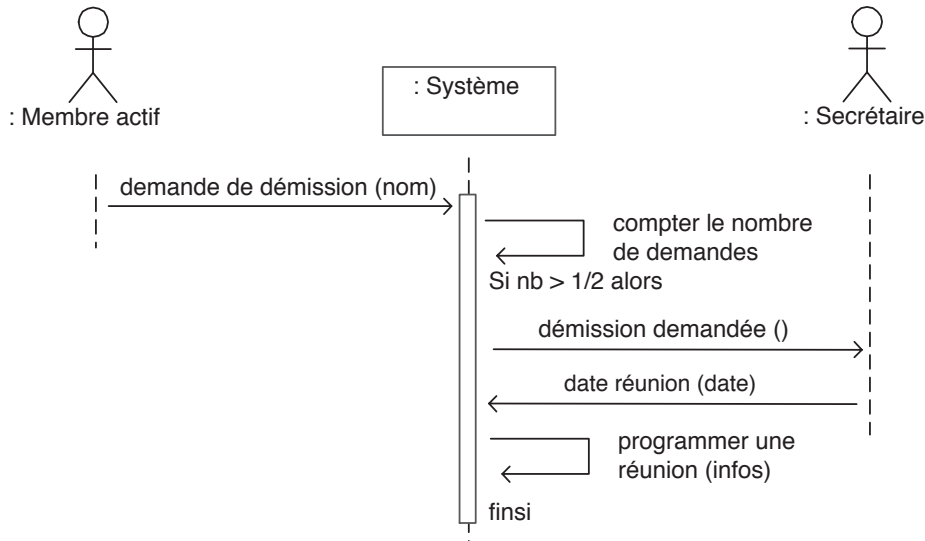 : Membre actif
: Système
: Secrétaire
demande de démission (nom)
compter le nombre
de demandes
Si nb > 1/2 alors
démission demandée ()
date réunion (date)
programmer une
réunion (infos)
finsi